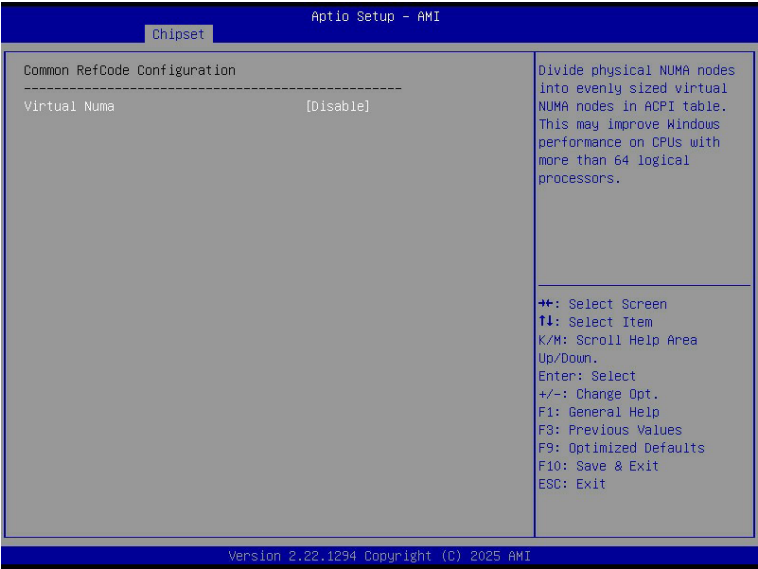 Aptio Setup – AMI
Chipset
Common RefCode Configuration
--------------------------------------------------
Virtual Numa [Disable]
Divide physical NUMA nodes
into evenly sized virtual
NUMA nodes in ACPI table.
This may improve Windows
performance on CPUs with
more than 64 logical
processors.
→←: Select Screen
↑↓: Select Item
K/M: Scroll Help Area
Up/Down.
Enter: Select
+/-: Change Opt.
F1: General Help
F3: Previous Values
F9: Optimized Defaults
F10: Save & Exit
ESC: Exit
Version 2.22.1294 Copyright (C) 2025 AMI